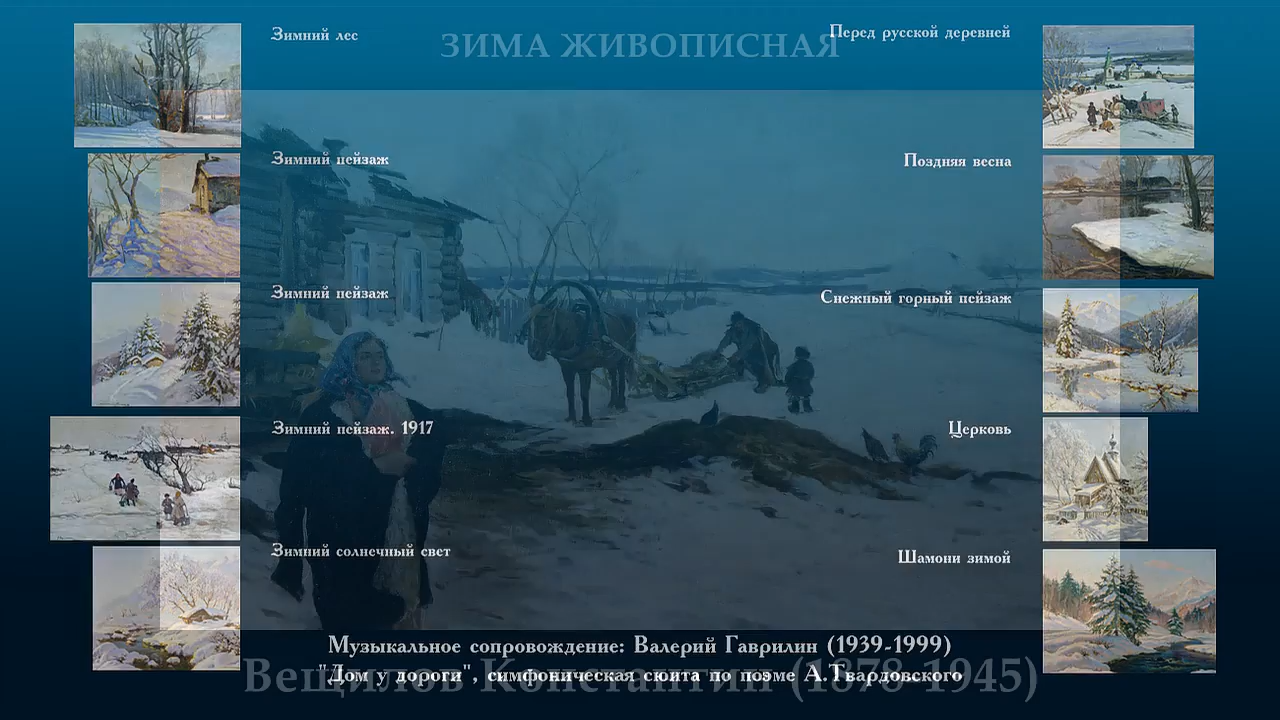 ЗИМА ЖИВОПИСНАЯ
Зимний лес
Зимний пейзаж
Зимний пейзаж
Зимний пейзаж. 1917
Зимний солнечный свет
Перед русской деревней
Поздняя весна
Снежный горный пейзаж
Церковь
Шамони зимой
Музыкальное сопровождение: Валерий Гаврилин (1939-1999)
"Дом у дороги", симфоническая сюита по поэме А.Твардовского
Вещилов Константин (1878-1945)